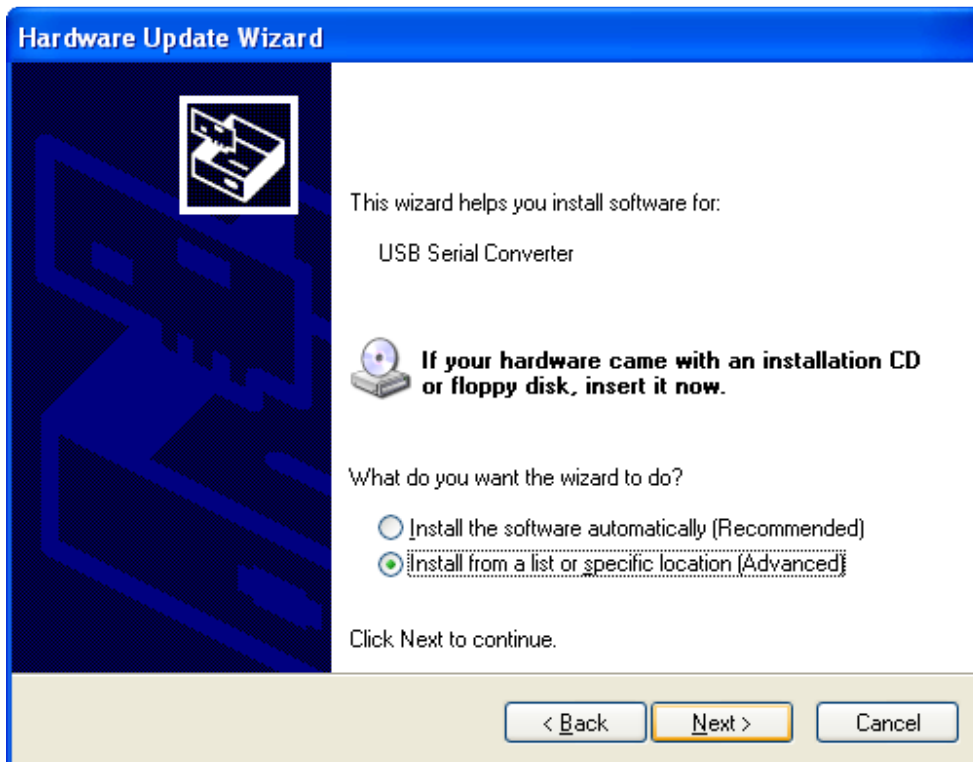 Hardware Update Wizard
This wizard helps you install software for:
USB Serial Converter
If your hardware came with an installation CD
or floppy disk, insert it now.
What do you want the wizard to do?
Install the software automatically (Recommended)
Install from a list or specific location (Advanced)
Click Next to continue.
< Back
Next >
Cancel